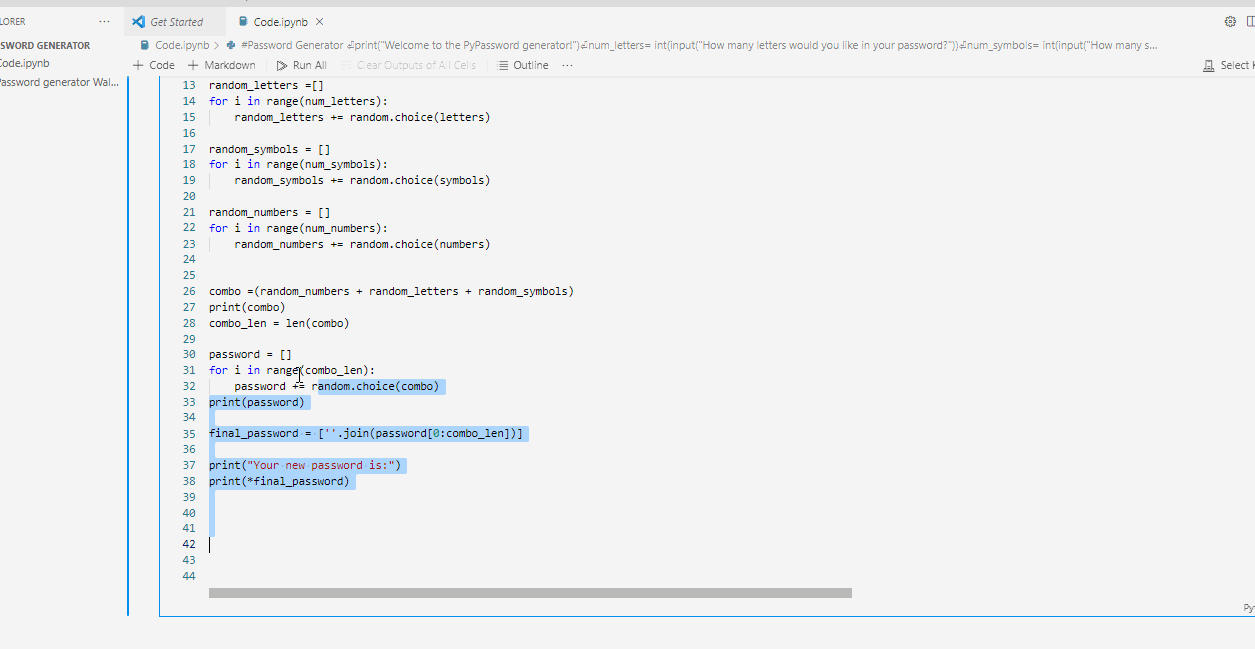 LORER ··· Get Started Code.ipynb ×
SWORD GENERATOR Code.ipynb > #Password Generator ⏎print("Welcome to the PyPassword generator!")⏎num_letters= int(input("How many letters would you like in your password?"))⏎num_symbols= int(input("How many s...
Code.ipynb + Code + Markdown Run All Clear Outputs of All Cells Outline ··· Select K
Password generator Wal...
13 random_letters =[]
14 for i in range(num_letters):
15 random_letters += random.choice(letters)
16
17 random_symbols = []
18 for i in range(num_symbols):
19 random_symbols += random.choice(symbols)
20
21 random_numbers = []
22 for i in range(num_numbers):
23 random_numbers += random.choice(numbers)
24
25
26 combo =(random_numbers + random_letters + random_symbols)
27 print(combo)
28 combo_len = len(combo)
29
30 password = []
31 for i in range(combo_len):
32 password += random.choice(combo)
33 print(password)
34
35 final_password = [''.join(password[0:combo_len])]
36
37 print("Your new password is:")
38 print(*final_password)
39
40
41
42
43
44
Py